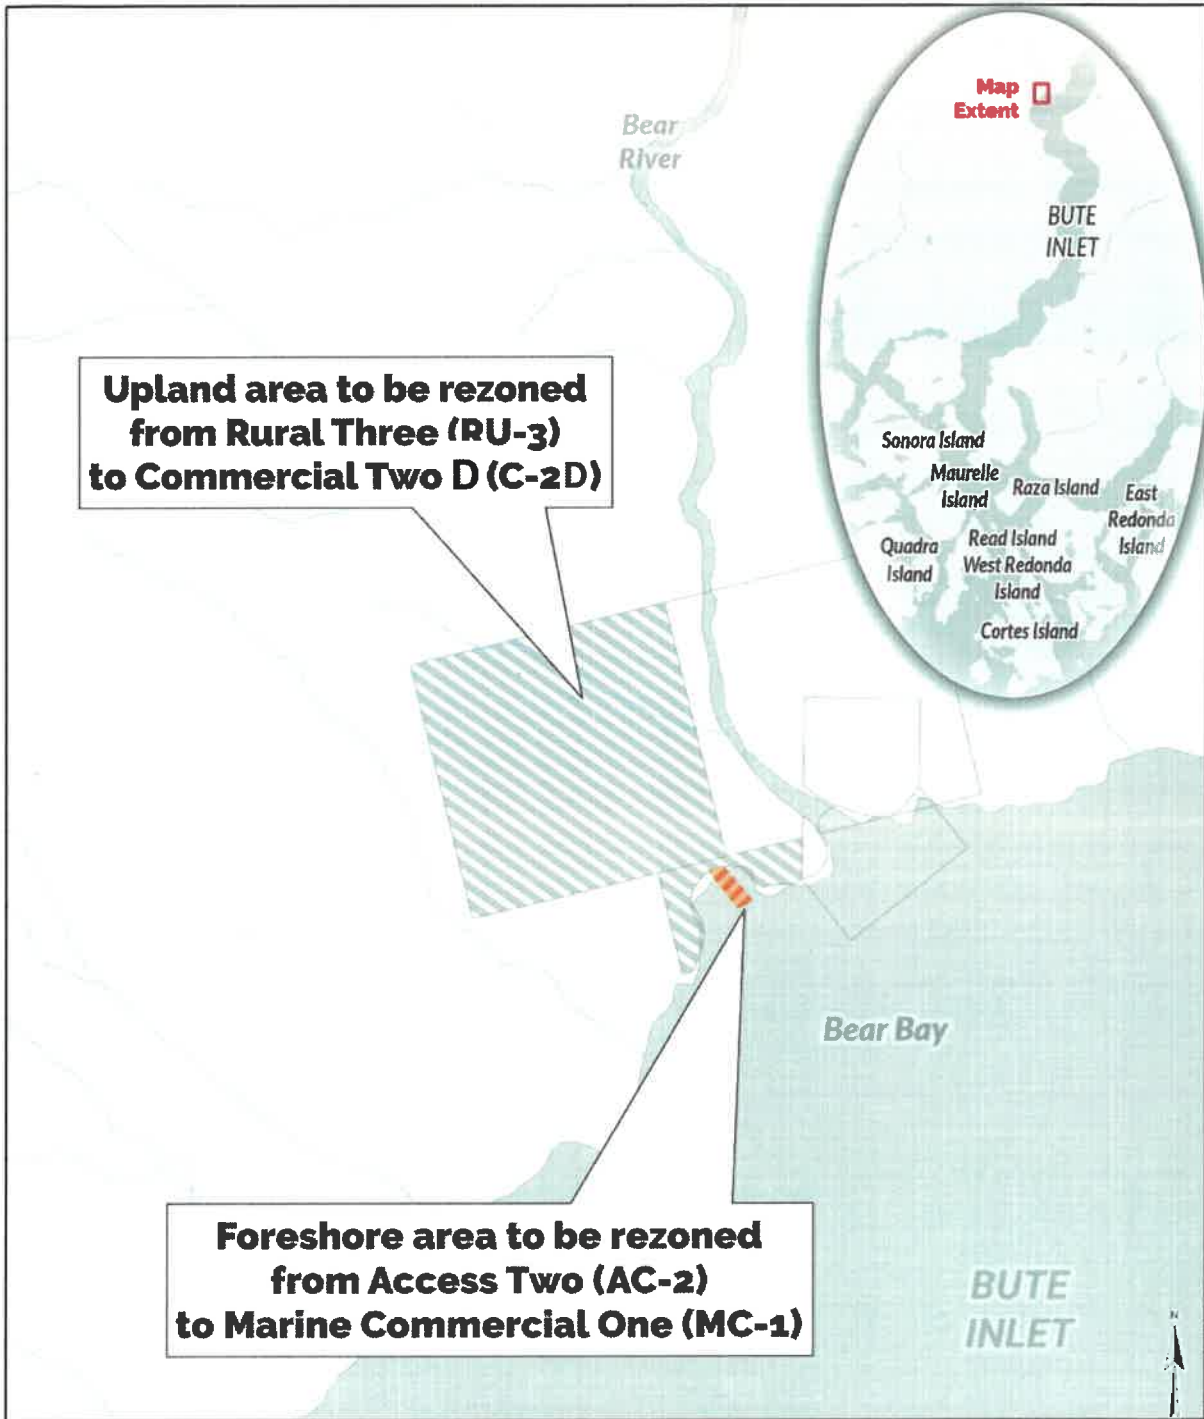 Map
Extent
Bear
River
BUTE
INLET
Upland area to be rezoned
from Rural Three (RU-3)
to Commercial Two D (C-2D)
Sonora Island
Maurelle
Island
Raza Island
East
Redonda
Island
Quadra
Island
Read Island
West Redonda
Island
Cortes Island
Bear Bay
Foreshore area to be rezoned
from Access Two (AC-2)
to Marine Commercial One (MC-1)
BUTE
INLET
N